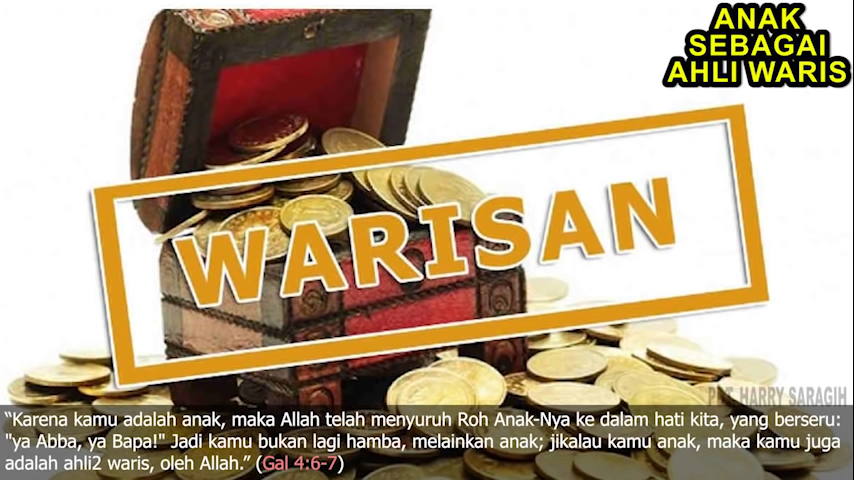 ANAK
SEBAGAI
AHLI WARIS
WARISAN
PDT. HARRY SARAGIH
“Karena kamu adalah anak, maka Allah telah menyuruh Roh Anak-Nya ke dalam hati kita, yang berseru:
"ya Abba, ya Bapa!" Jadi kamu bukan lagi hamba, melainkan anak; jikalau kamu anak, maka kamu juga
adalah ahli2 waris, oleh Allah.” (Gal 4:6-7)